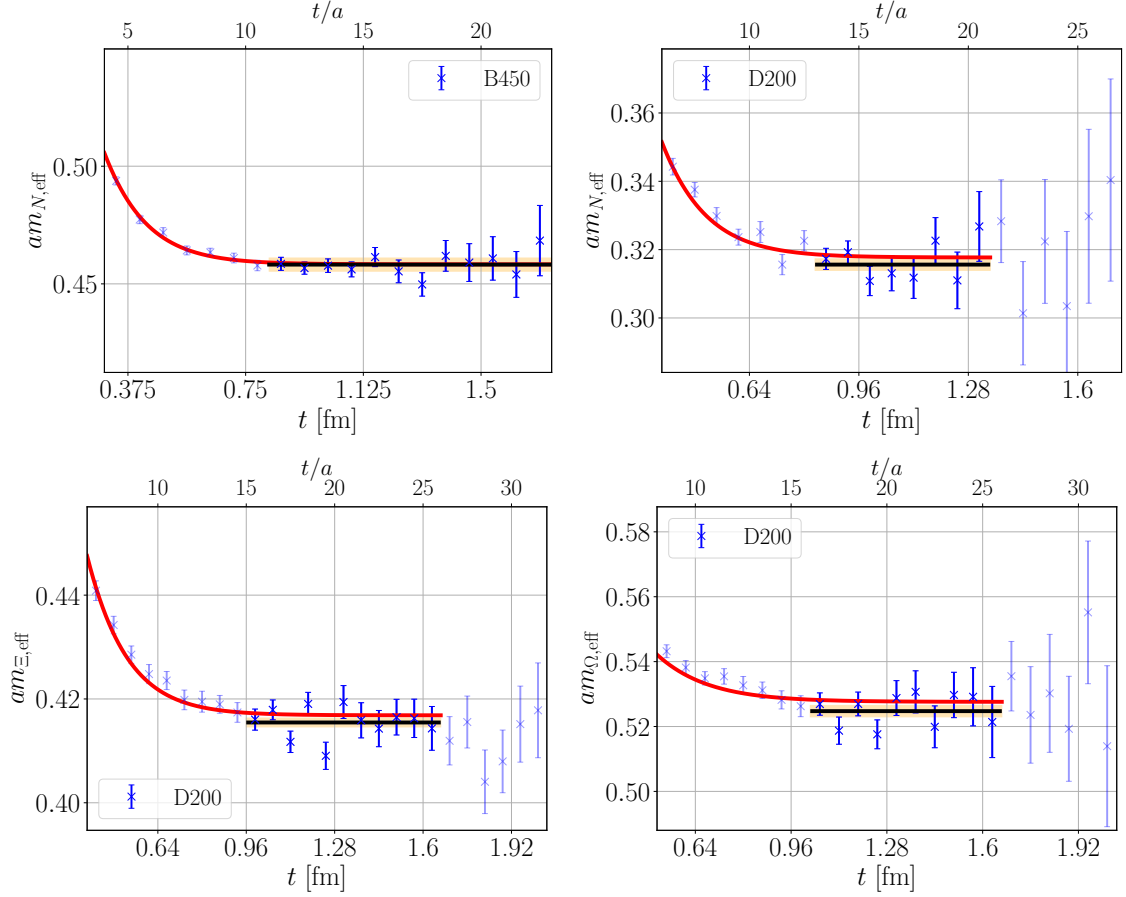 t/a
5 10 15 20
0.50
0.45
am_{N,eff}
B450
0.375 0.75 1.125 1.5
t [fm]
t/a
10 15 20 25
0.36
0.34
0.32
0.30
am_{N,eff}
D200
0.64 0.96 1.28 1.6
t [fm]
t/a
10 15 20 25 30
0.44
0.42
0.40
am_{Ξ,eff}
D200
0.64 0.96 1.28 1.6 1.92
t [fm]
t/a
10 15 20 25 30
0.58
0.56
0.54
0.52
0.50
am_{Ω,eff}
D200
0.64 0.96 1.28 1.6 1.92
t [fm]